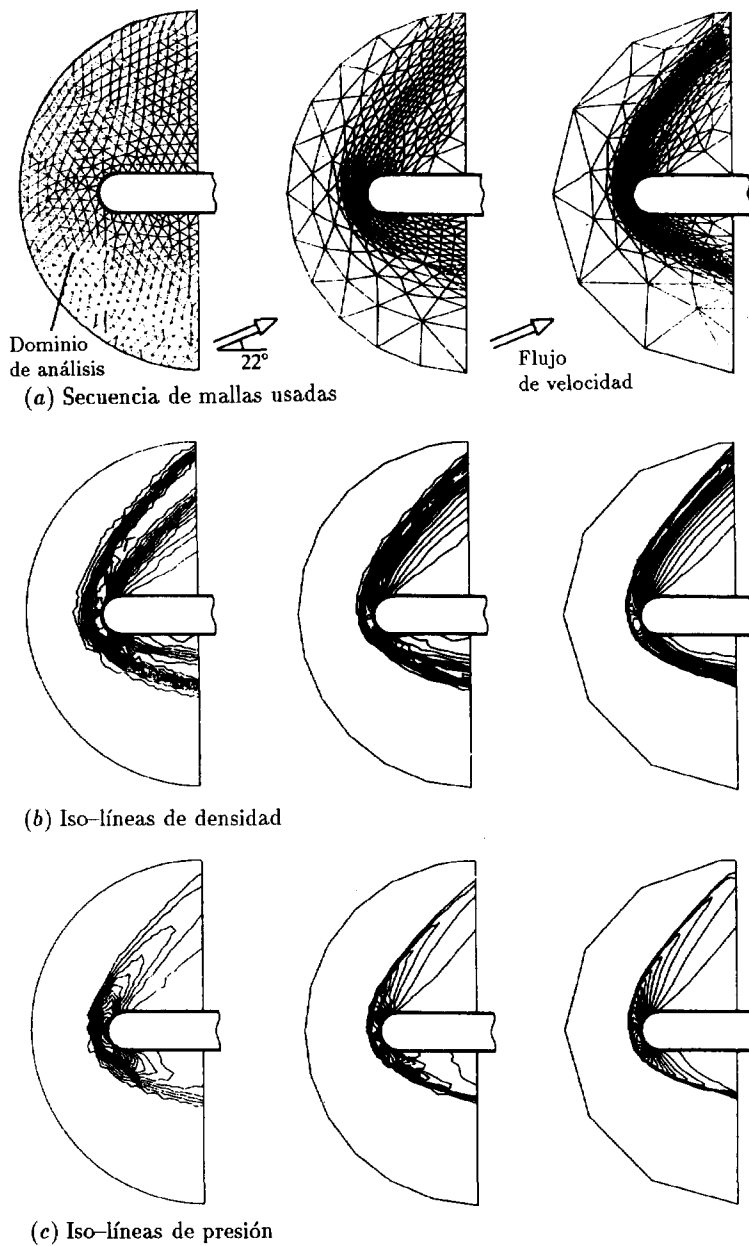 Dominio
de análisis
22°
Flujo
de velocidad
(a) Secuencia de mallas usadas
(b) Iso–líneas de densidad
(c) Iso–líneas de presión